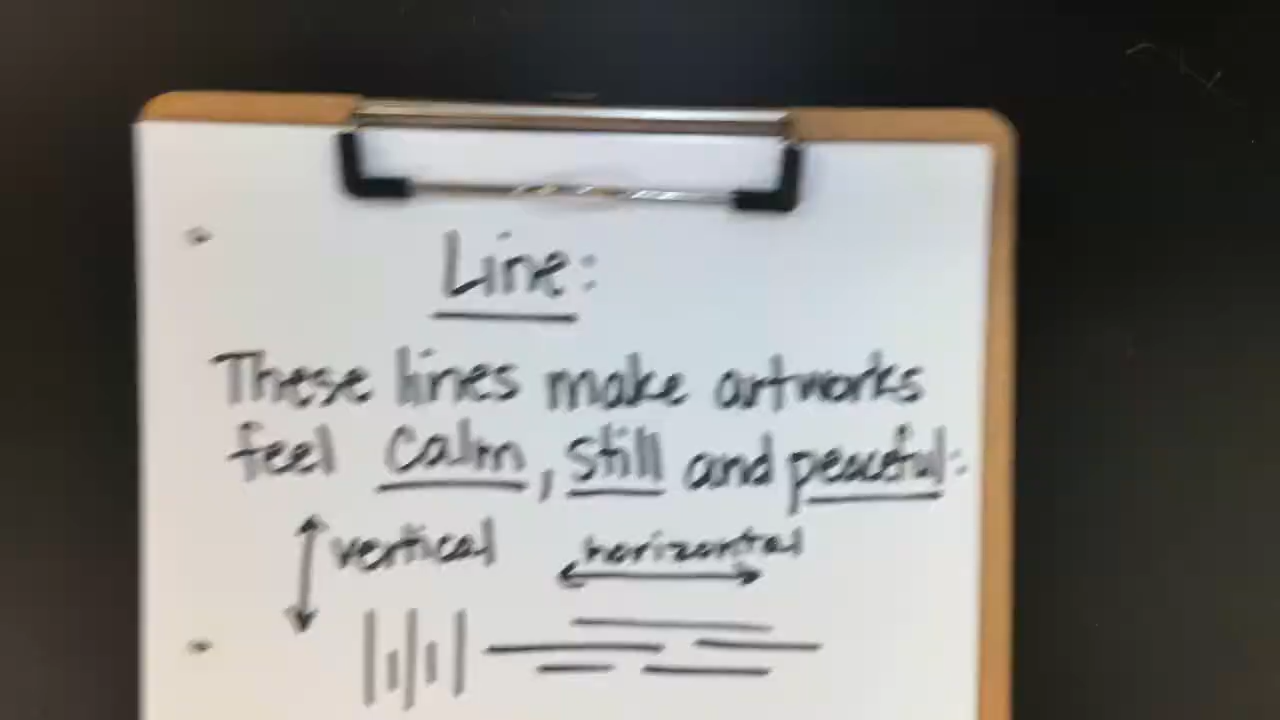 Line:
These lines make artworks
feel calm, still and peaceful:
vertical horizontal